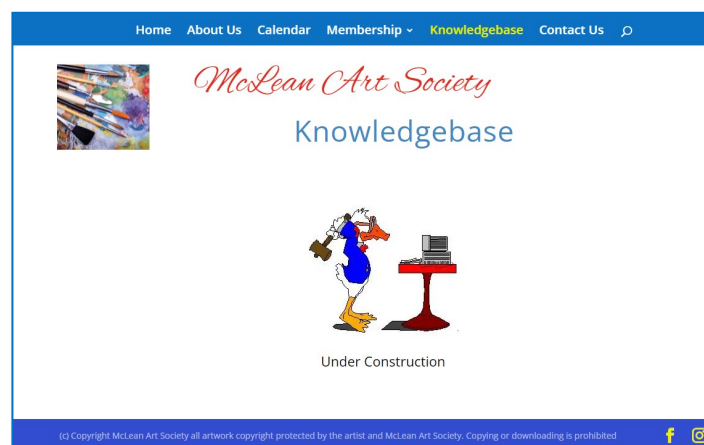 Home About Us Calendar Membership Knowledgebase Contact Us
McLean Art Society
Knowledgebase
Under Construction
(c) Copyright McLean Art Society all artwork copyright protected by the artist and McLean Art Society. Copying or downloading is prohibited